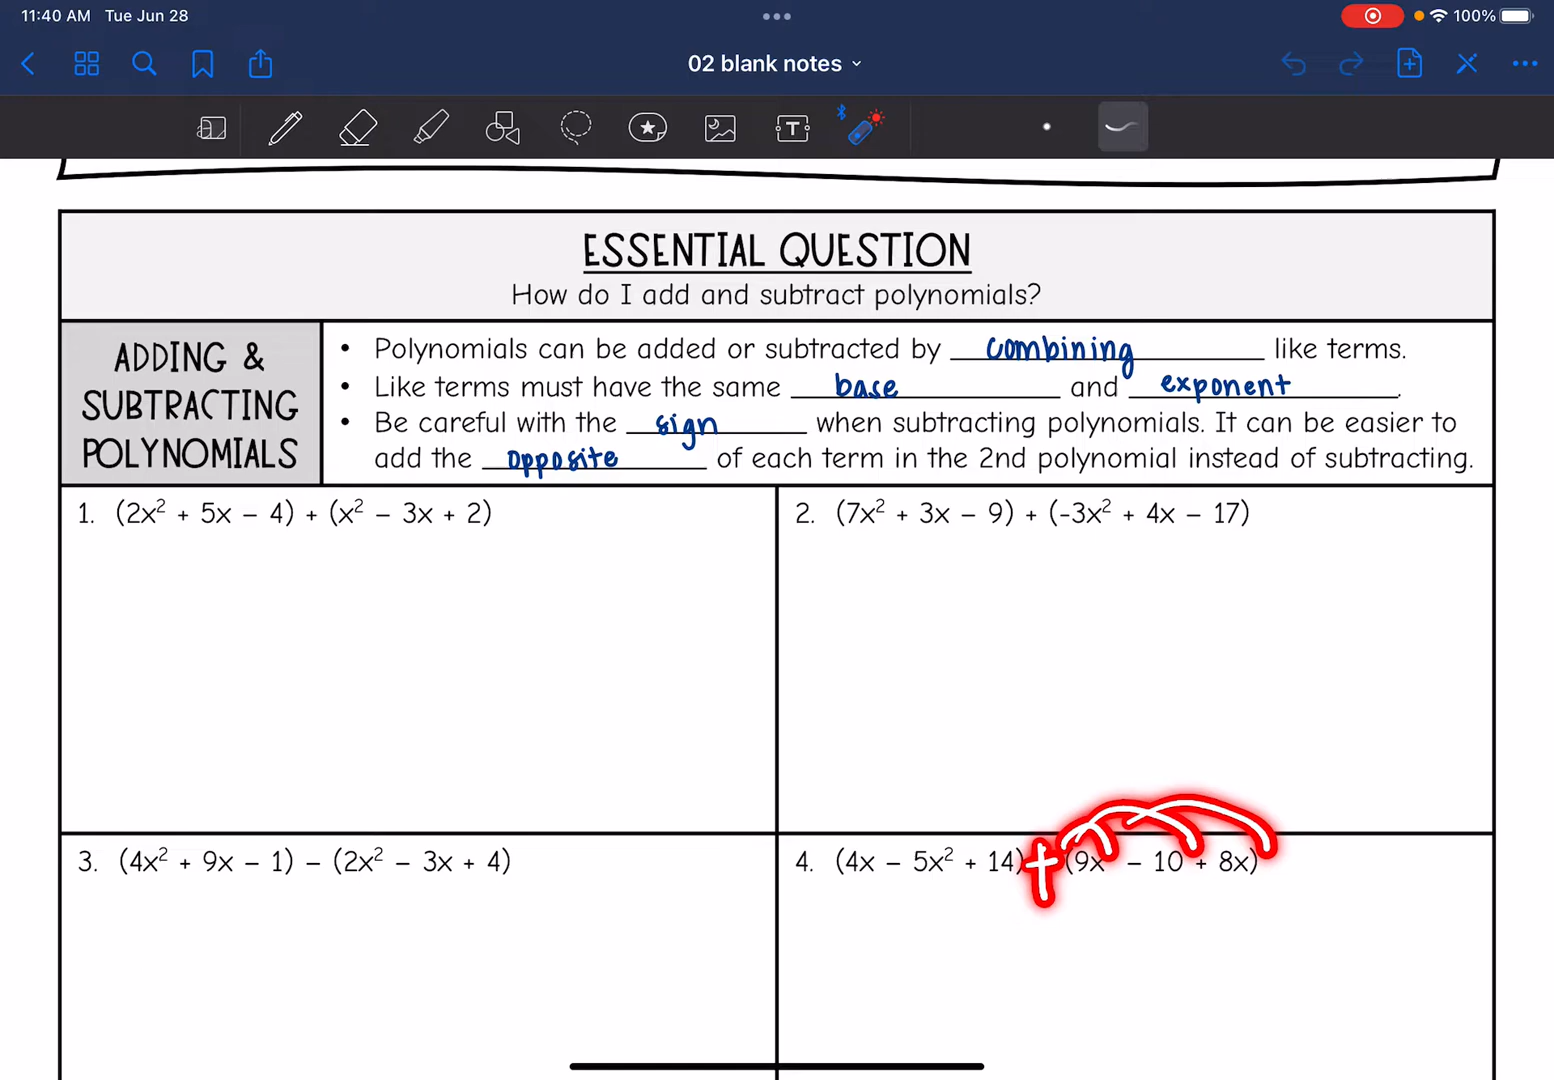 11:40 AM Tue Jun 28
100%
02 blank notes
T
ESSENTIAL QUESTION
How do I add and subtract polynomials?
ADDING &
SUBTRACTING
POLYNOMIALS
• Polynomials can be added or subtracted by combining like terms.
• Like terms must have the same base and exponent.
• Be careful with the sign when subtracting polynomials. It can be easier to
add the opposite of each term in the 2nd polynomial instead of subtracting.
1. (2x² + 5x – 4) + (x² – 3x + 2)
2. (7x² + 3x – 9) + (-3x² + 4x – 17)
3. (4x² + 9x – 1) – (2x² – 3x + 4)
4. (4x – 5x² + 14) + (9x – 10 + 8x)